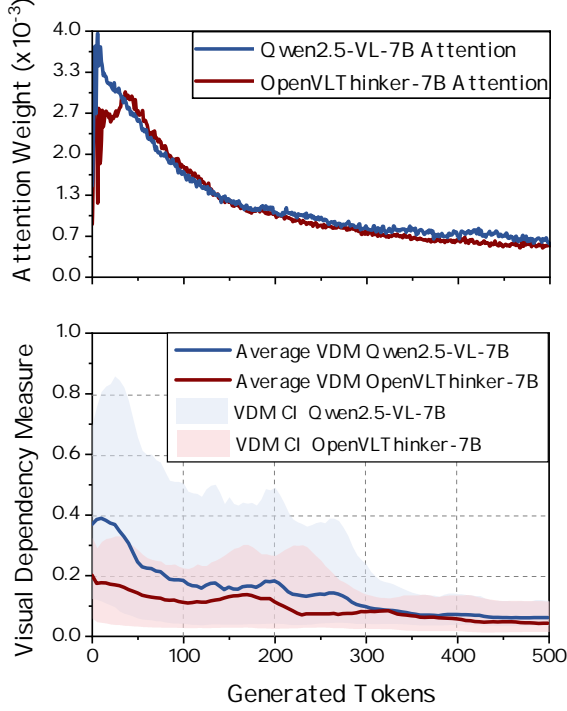 Attention Weight (x10-3)
4.0
3.3
2.7
2.0
1.3
0.7
0.0
Qwen2.5-VL-7B Attention
OpenVLThinker-7B Attention
Visual Dependency Measure
1.0
0.8
0.6
0.4
0.2
0.0
Average VDM Qwen2.5-VL-7B
Average VDM OpenVLThinker-7B
VDM CI Qwen2.5-VL-7B
VDM CI OpenVLThinker-7B
0 100 200 300 400 500
Generated Tokens